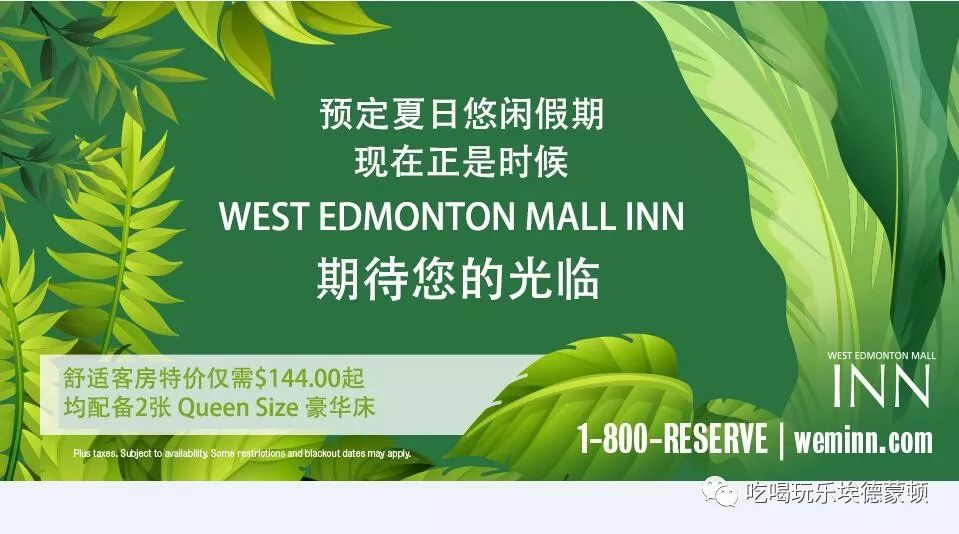 预定夏日悠闲假期
现在正是时候
WEST EDMONTON MALL INN
期待您的光临
舒适客房特价仅需$144.00起
均配备2张 Queen Size 豪华床
Plus taxes. Subject to availability. Some restrictions and blackout dates may apply.
WEST EDMONTON MALL
INN
1-800-RESERVE | weminn.com
吃喝玩乐埃德蒙顿